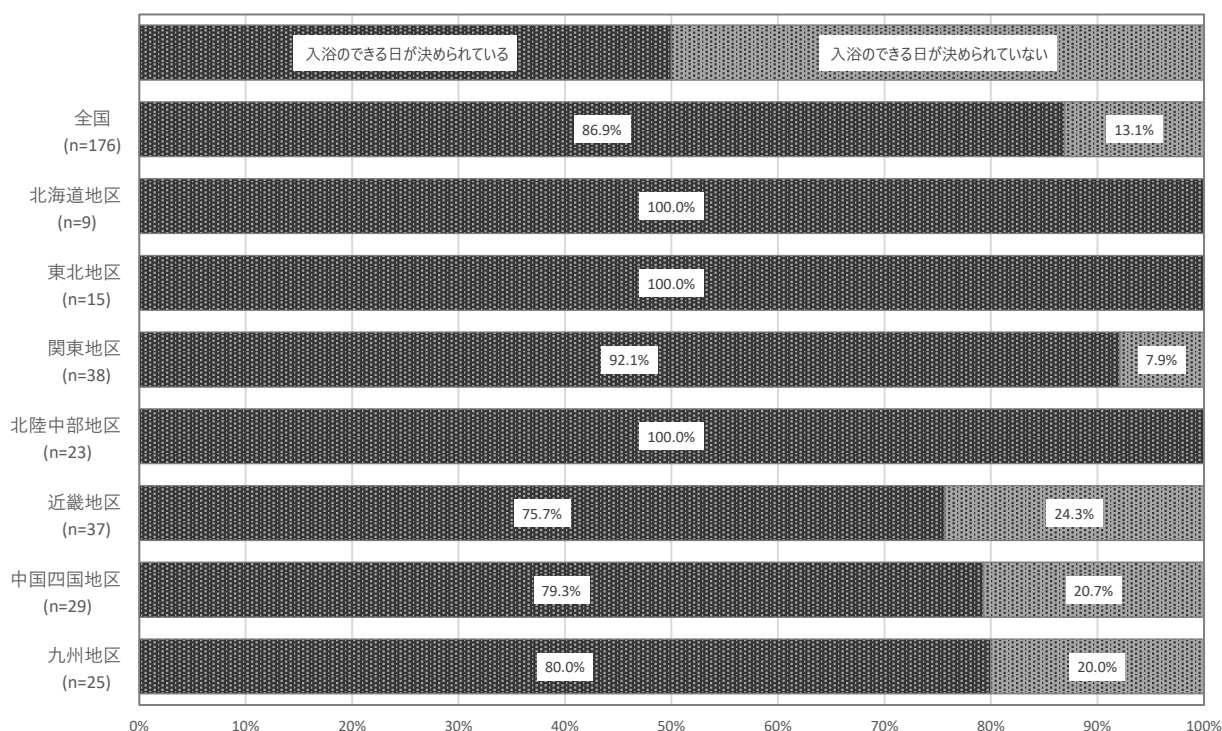 入浴のできる日が決められている 入浴のできる日が決められていない
全国
(n=176)
86.9% 13.1%
北海道地区
(n=9)
100.0%
東北地区
(n=15)
100.0%
関東地区
(n=38)
92.1% 7.9%
北陸中部地区
(n=23)
100.0%
近畿地区
(n=37)
75.7% 24.3%
中国四国地区
(n=29)
79.3% 20.7%
九州地区
(n=25)
80.0% 20.0%
0% 10% 20% 30% 40% 50% 60% 70% 80% 90% 100%